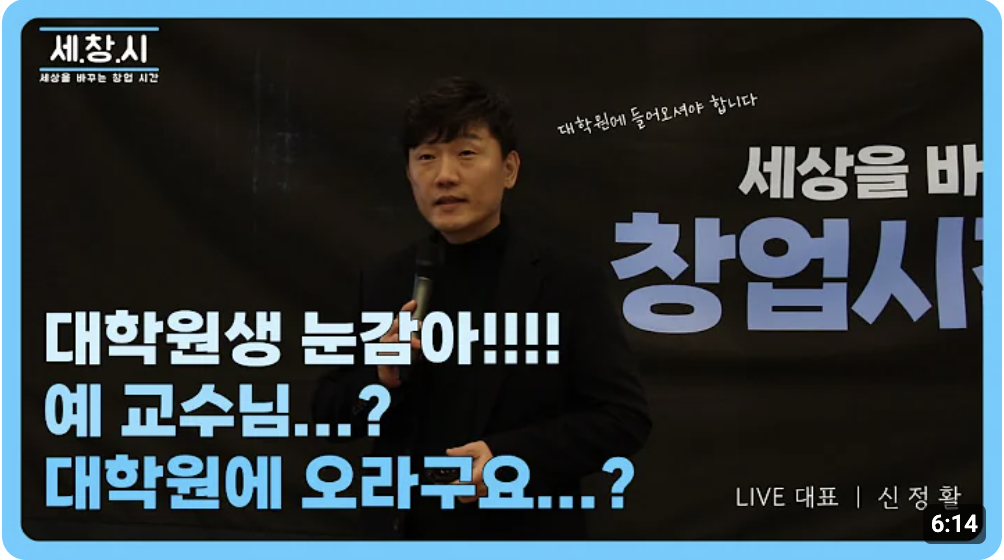 세.창.시
세상을 바꾸는 창업 시간
대학원에 들어오셔야 합니다
세상을 바
창업시
대학원생 눈감아!!!!
예 교수님...?
대학원에 오라구요...?
LIVE 대표 | 신정활
6:14